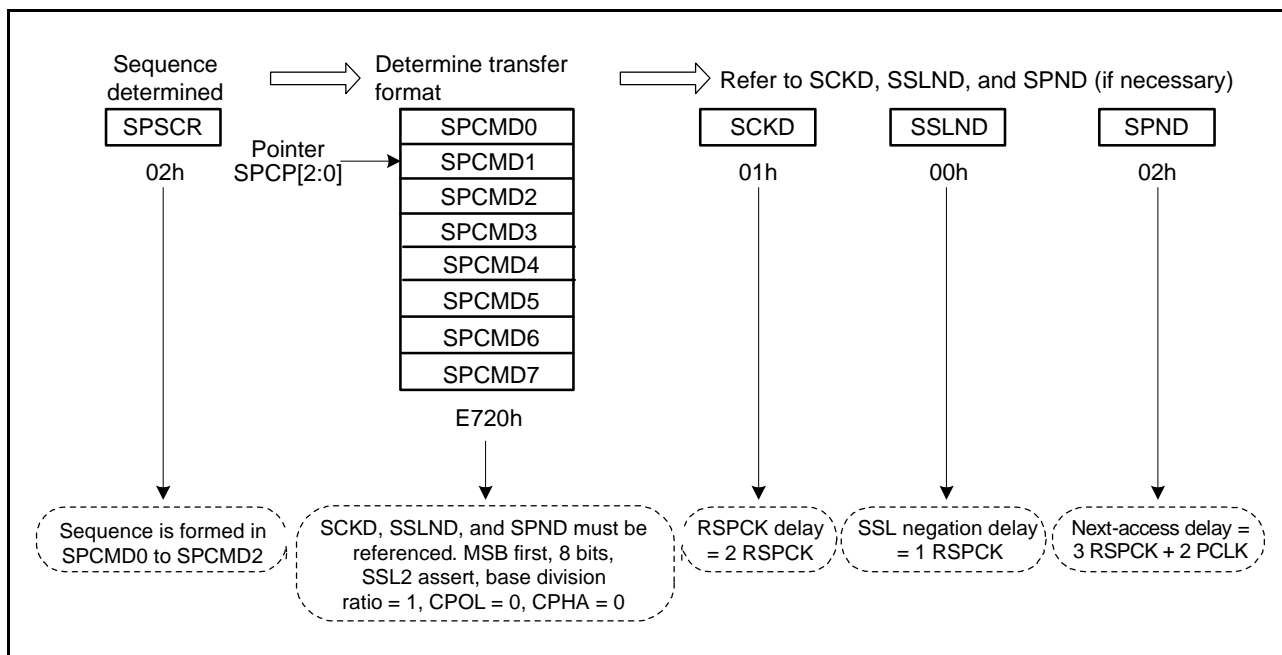 Sequence
determined
Determine transfer
format
Refer to SCKD, SSLND, and SPND (if necessary)
SPSCR
02h
Pointer
SPCP[2:0]
SPCMD0
SPCMD1
SPCMD2
SPCMD3
SPCMD4
SPCMD5
SPCMD6
SPCMD7
E720h
SCKD
01h
SSLND
00h
SPND
02h
Sequence is formed in
SPCMD0 to SPCMD2
SCKD, SSLND, and SPND must be
referenced. MSB first, 8 bits,
SSL2 assert, base division
ratio = 1, CPOL = 0, CPHA = 0
RSPCK delay
= 2 RSPCK
SSL negation delay
= 1 RSPCK
Next-access delay =
3 RSPCK + 2 PCLK